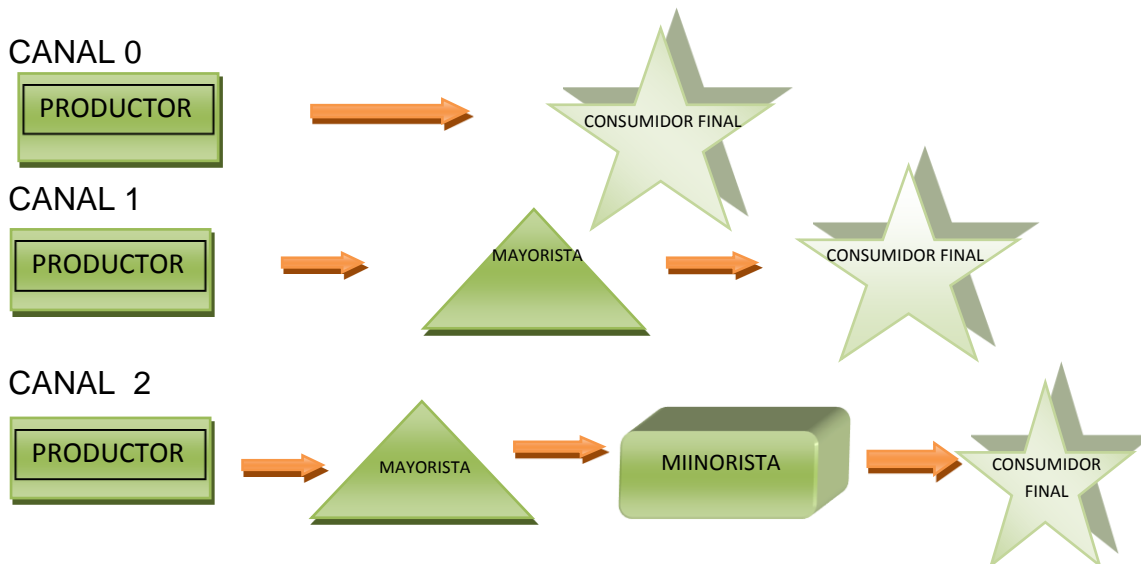 CANAL 0
PRODUCTOR
CONSUMIDOR FINAL
CANAL 1
PRODUCTOR
MAYORISTA
CONSUMIDOR FINAL
CANAL 2
PRODUCTOR
MAYORISTA
MIINORISTA
CONSUMIDOR
FINAL